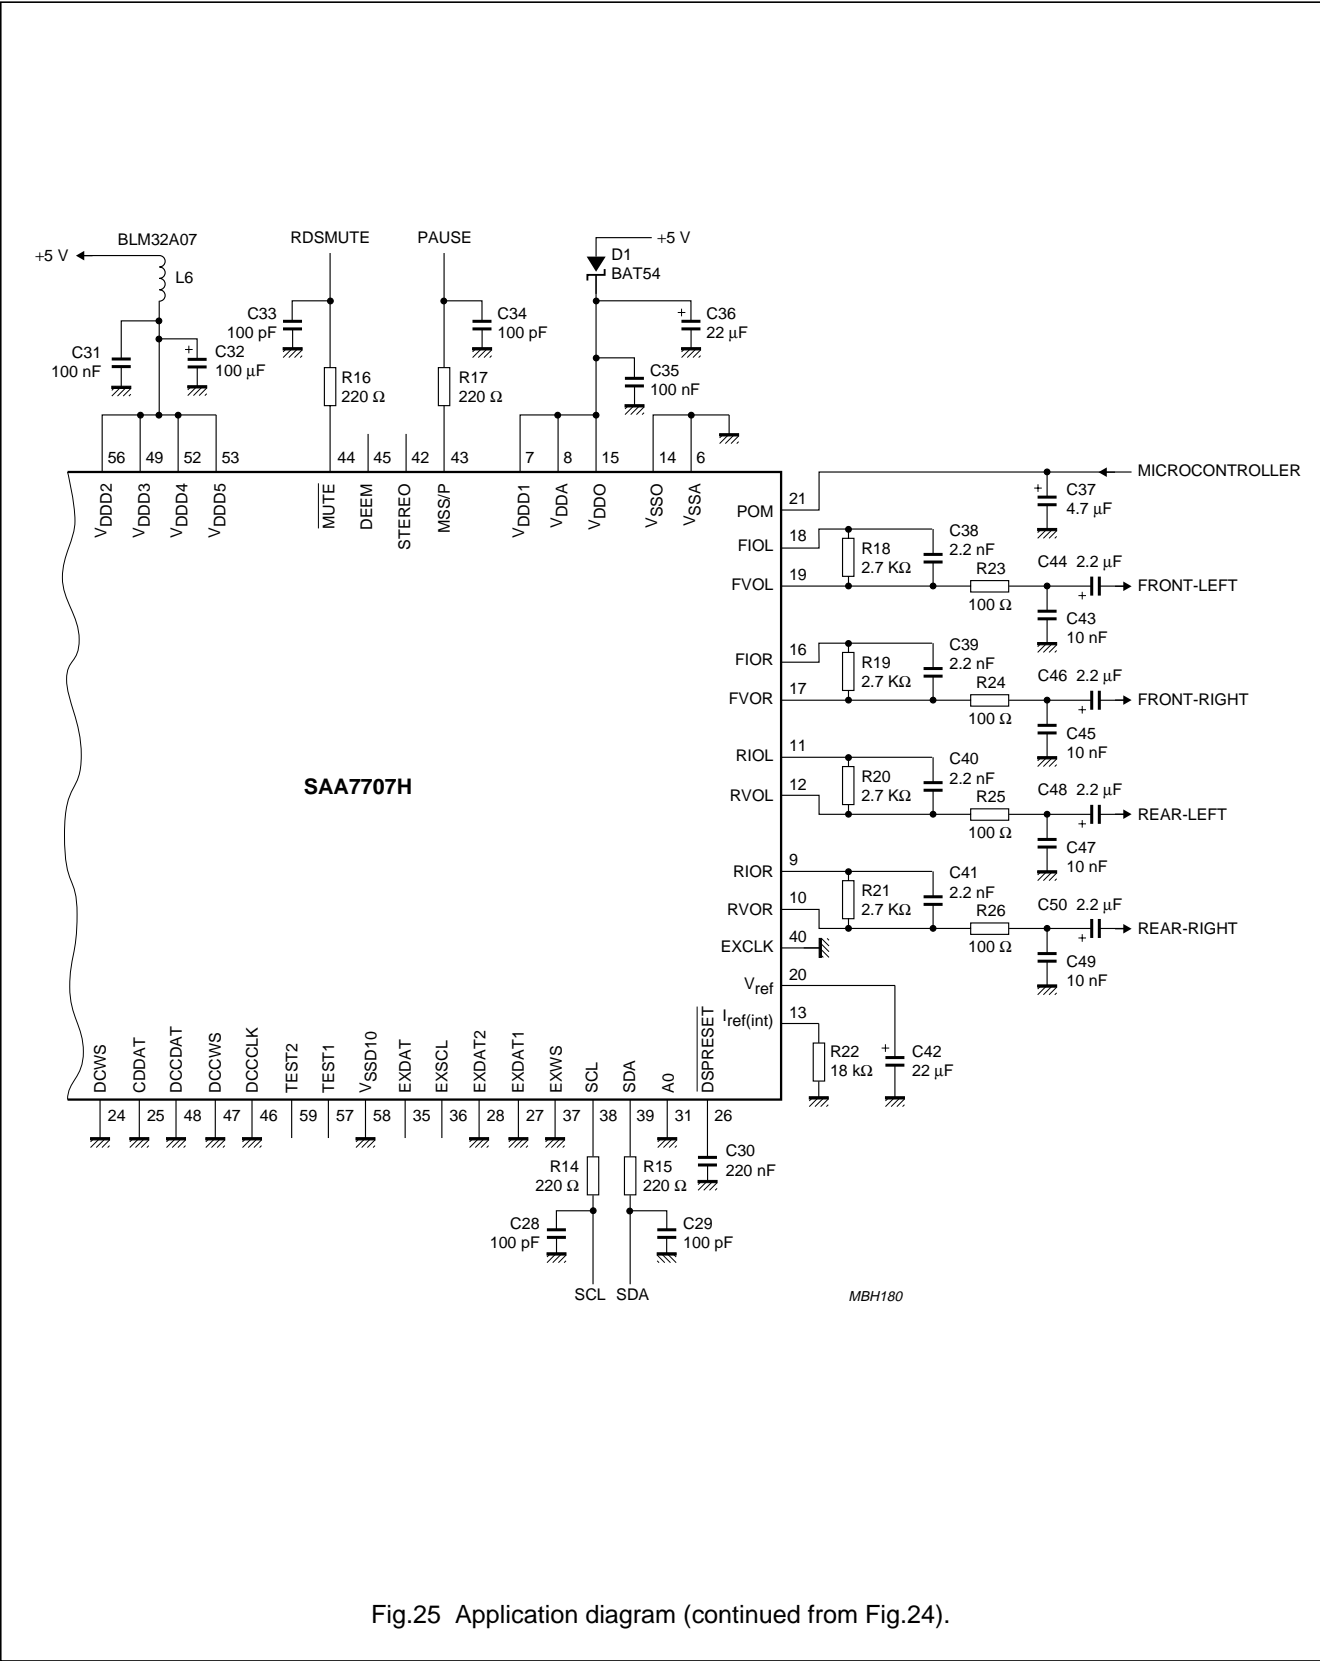 BLM32A07
+5 V
L6
C31
100 nF
+
C32
100 µF
RDSMUTE
C33
100 pF
R16
220 Ω
PAUSE
C34
100 pF
R17
220 Ω
+5 V
D1
BAT54
+
C36
22 µF
C35
100 nF
56 49 52 53 44 45 42 43 7 8 15 14 6
VDDD2
VDDD3
VDDD4
VDDD5
MUTE
DEEM
STEREO
MSS/P
VDDD1
VDDA
VDDO
VSSO
VSSA
SAA7707H
POM
21
MICROCONTROLLER
+
C37
4.7 µF
FIOL
18
FVOL
19
R18
2.7 KΩ
C38
2.2 nF
R23
100 Ω
C44 2.2 µF
+
FRONT-LEFT
C43
10 nF
FIOR
16
FVOR
17
R19
2.7 KΩ
C39
2.2 nF
R24
100 Ω
C46 2.2 µF
+
FRONT-RIGHT
C45
10 nF
RIOL
11
RVOL
12
R20
2.7 KΩ
C40
2.2 nF
R25
100 Ω
C48 2.2 µF
+
REAR-LEFT
C47
10 nF
RIOR
9
RVOR
10
R21
2.7 KΩ
C41
2.2 nF
R26
100 Ω
C50 2.2 µF
+
REAR-RIGHT
C49
10 nF
EXCLK
40
Vref
20
Iref(int)
13
R22
18 kΩ
+
C42
22 µF
DCWS
CDDAT
DCCDAT
DCCWS
DCCCLK
TEST2
TEST1
VSSD10
EXDAT
EXSCL
EXDAT2
EXDAT1
EXWS
SCL
SDA
A0
DSPRESET
24 25 48 47 46 59 57 58 35 36 28 27 37 38 39 31 26
R14
220 Ω
R15
220 Ω
C30
220 nF
C28
100 pF
C29
100 pF
SCL SDA
MBH180
Fig.25 Application diagram (continued from Fig.24).